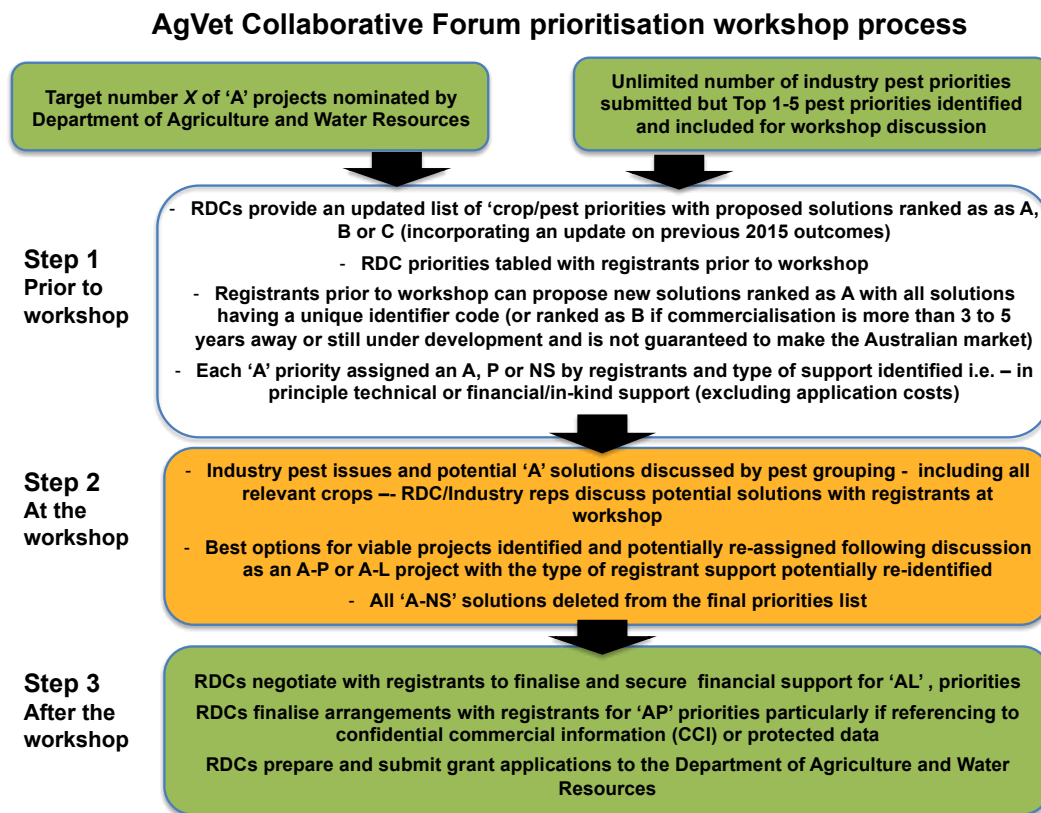 AgVet Collaborative Forum prioritisation workshop process
Target number X of ‘A’ projects nominated by
Department of Agriculture and Water Resources
Unlimited number of industry pest priorities
submitted but Top 1-5 pest priorities identified
and included for workshop discussion
Step 1
Prior to
workshop
- RDCs provide an updated list of ‘crop/pest priorities with proposed solutions ranked as as A,
B or C (incorporating an update on previous 2015 outcomes)
- RDC priorities tabled with registrants prior to workshop
- Registrants prior to workshop can propose new solutions ranked as A with all solutions
having a unique identifier code (or ranked as B if commercialisation is more than 3 to 5
years away or still under development and is not guaranteed to make the Australian market)
- Each ‘A’ priority assigned an A, P or NS by registrants and type of support identified i.e. – in
principle technical or financial/in-kind support (excluding application costs)
Step 2
At the
workshop
- Industry pest issues and potential ‘A’ solutions discussed by pest grouping - including all
relevant crops –- RDC/Industry reps discuss potential solutions with registrants at
workshop
- Best options for viable projects identified and potentially re-assigned following discussion
as an A-P or A-L project with the type of registrant support potentially re-identified
- All ‘A-NS’ solutions deleted from the final priorities list
Step 3
After the
workshop
RDCs negotiate with registrants to finalise and secure financial support for ‘AL’ , priorities
RDCs finalise arrangements with registrants for ‘AP’ priorities particularly if referencing to
confidential commercial information (CCI) or protected data
RDCs prepare and submit grant applications to the Department of Agriculture and Water
Resources